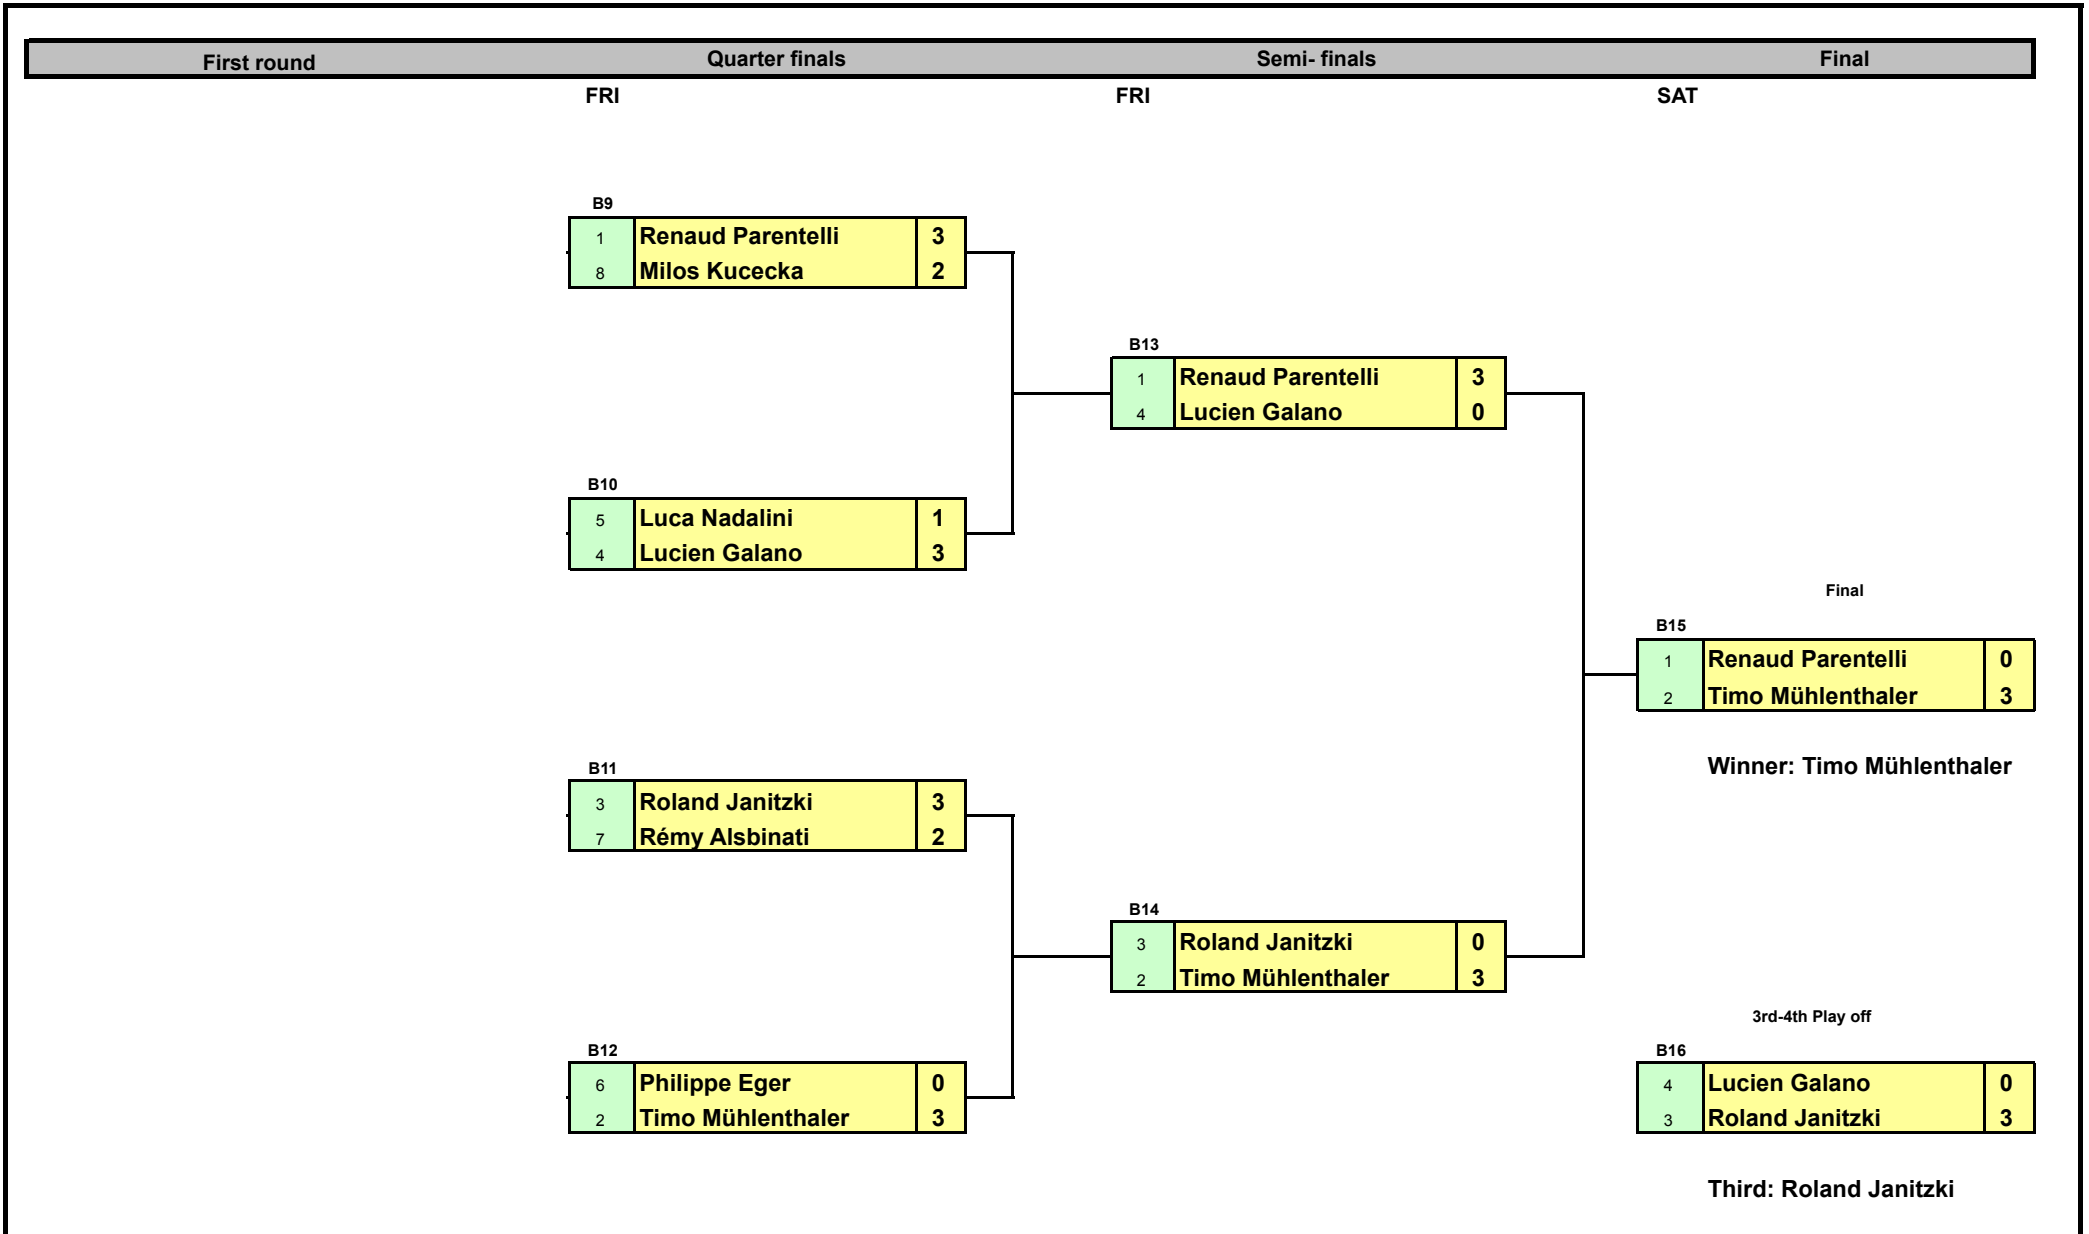 First round Quarter finals Semi- finals Final
FRI FRI SAT
B9
1 Renaud Parentelli 3
8 Milos Kucecka 2
B13
1 Renaud Parentelli 3
4 Lucien Galano 0
B10
5 Luca Nadalini 1
4 Lucien Galano 3
Final
B15
1 Renaud Parentelli 0
2 Timo Mühlenthaler 3
Winner: Timo Mühlenthaler
B11
3 Roland Janitzki 3
7 Rémy Alsbinati 2
B14
3 Roland Janitzki 0
2 Timo Mühlenthaler 3
3rd-4th Play off
B12
6 Philippe Eger 0
2 Timo Mühlenthaler 3
B16
4 Lucien Galano 0
3 Roland Janitzki 3
Third: Roland Janitzki